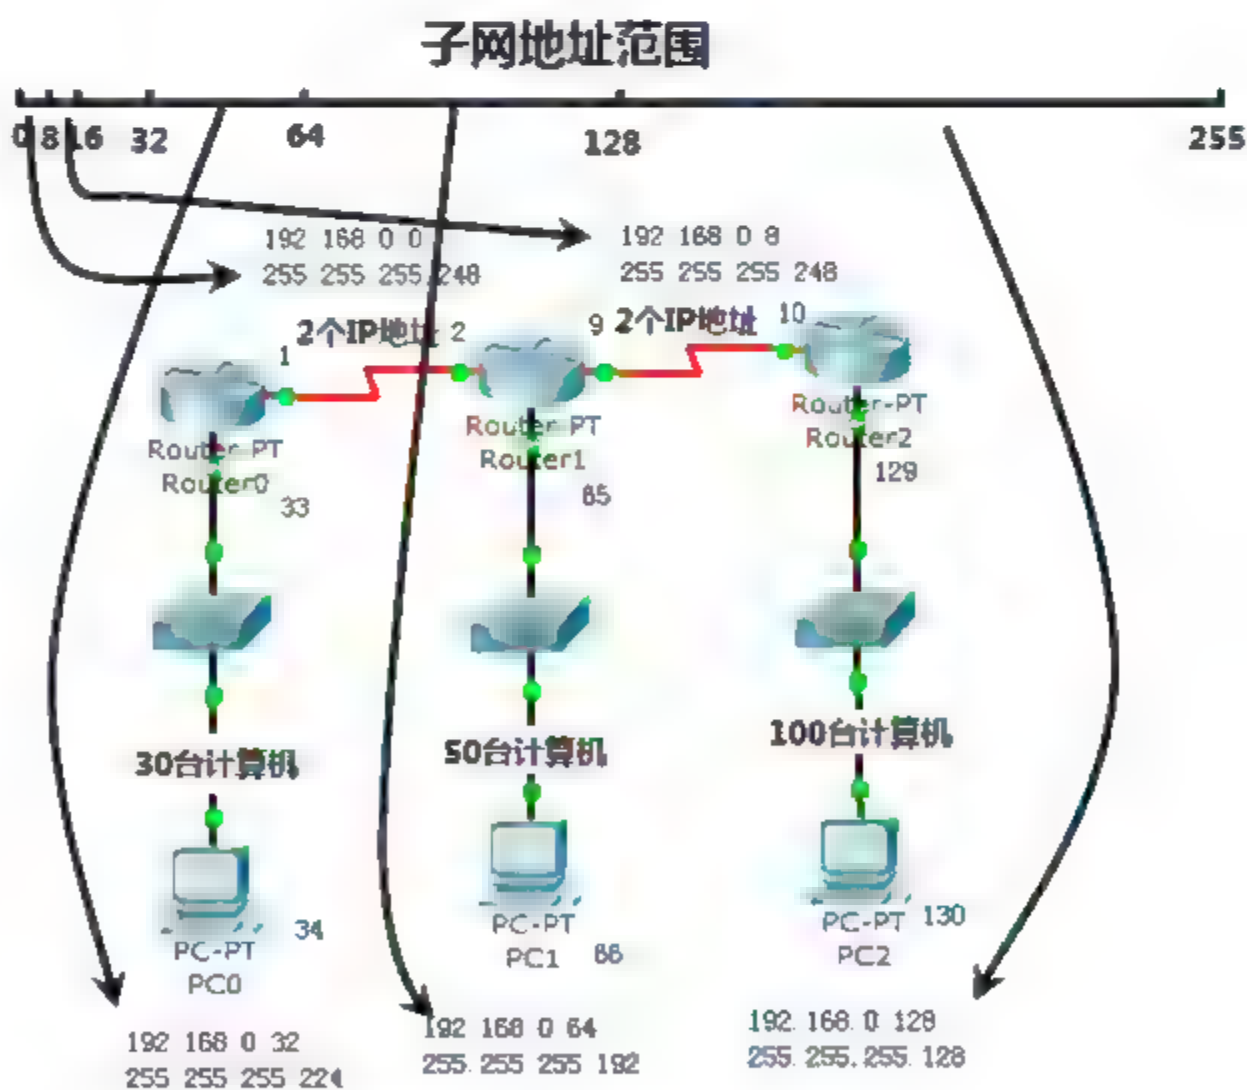 子网地址范围
0 8 16 32 64 128 255
192 168 0 0
255 255 255 248
192 168 0 8
255 255 255 248
2个IP地址
1
2
2个IP地址
9
10
Router-PT
Router0
33
Router PT
Router1
65
Router-PT
Router2
129
30台计算机
50台计算机
100台计算机
PC-PT
PC0
34
PC-PT
PC1
66
PC-PT
PC2
130
192 168 0 32
255 255 255 224
192 168 0 64
255 255 255 192
192.168.0 128
255.255.255.128